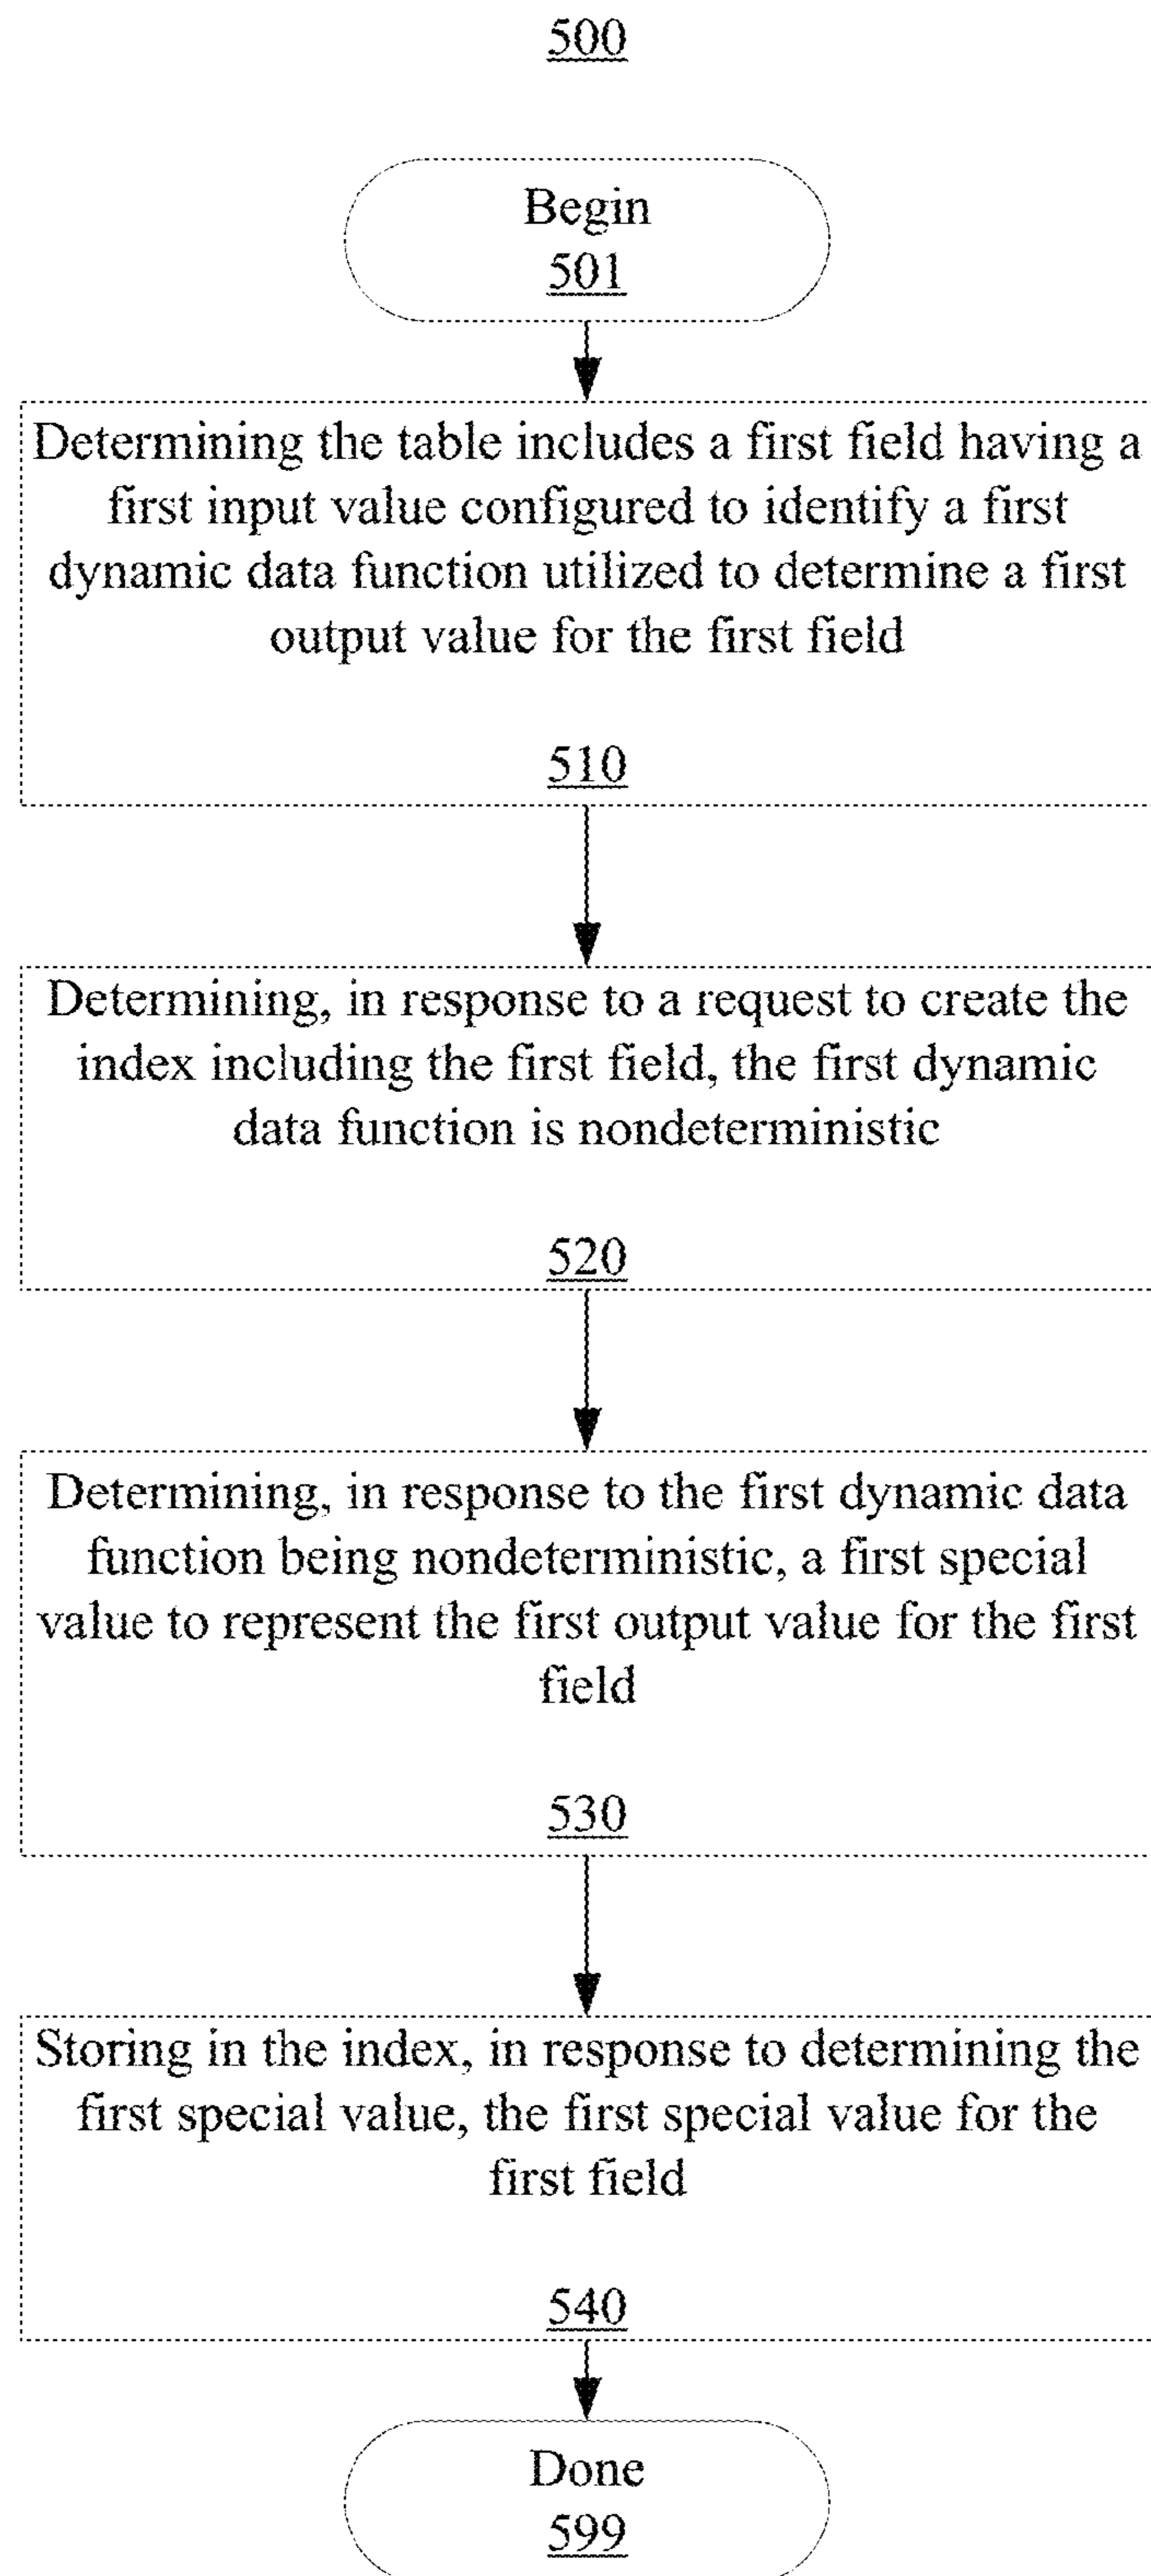 500
Begin
501
Determining the table includes a first field having a
first input value configured to identify a first
dynamic data function utilized to determine a first
output value for the first field
510
Determining, in response to a request to create the
index including the first field, the first dynamic
data function is nondeterministic
520
Determining, in response to the first dynamic data
function being nondeterministic, a first special
value to represent the first output value for the first
field
530
Storing in the index, in response to determining the
first special value, the first special value for the
first field
540
Done
599